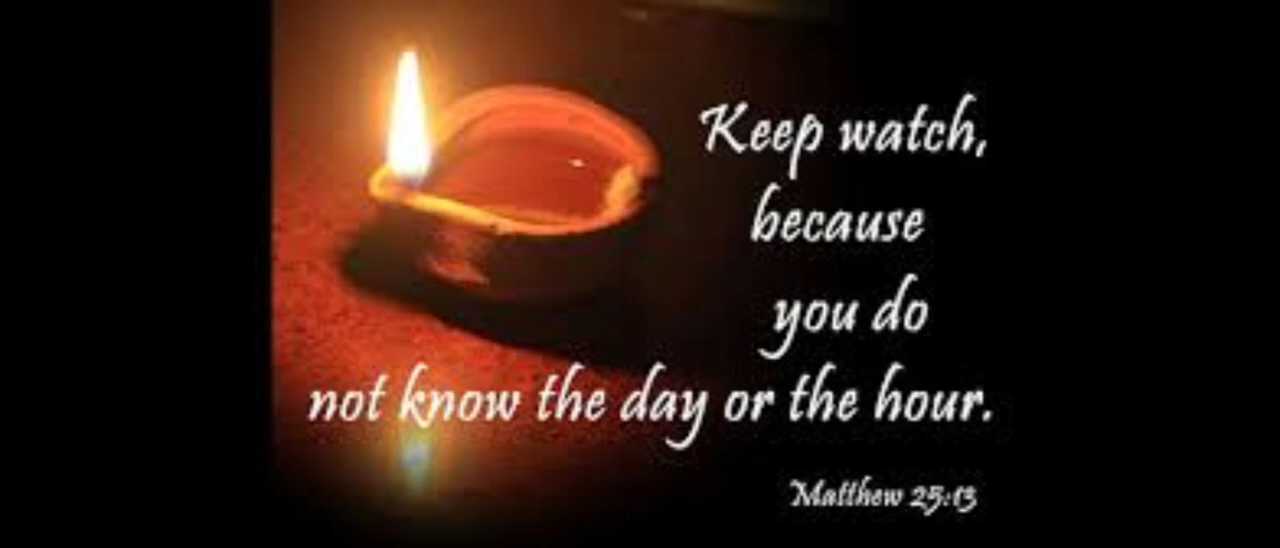 Keep watch,
because
you do
not know the day or the hour.
Matthew 25:13